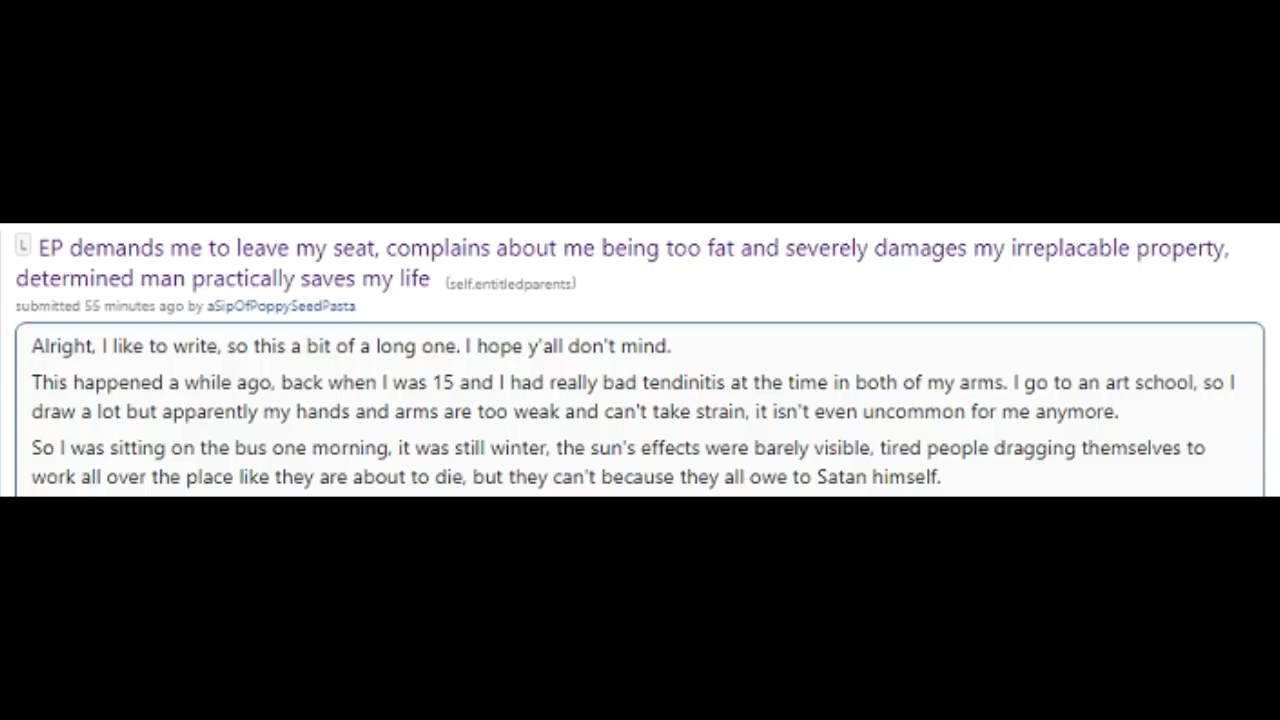 EP demands me to leave my seat, complains about me being too fat and severely damages my irreplacable property,
determined man practically saves my life (self.entitledparents)
submitted 55 minutes ago by aSipOfPoppySeedPasta
Alright, I like to write, so this a bit of a long one. I hope y'all don't mind.
This happened a while ago, back when I was 15 and I had really bad tendinitis at the time in both of my arms. I go to an art school, so I
draw a lot but apparently my hands and arms are too weak and can't take strain, it isn't even uncommon for me anymore.
So I was sitting on the bus one morning, it was still winter, the sun's effects were barely visible, tired people dragging themselves to
work all over the place like they are about to die, but they can't because they all owe to Satan himself.